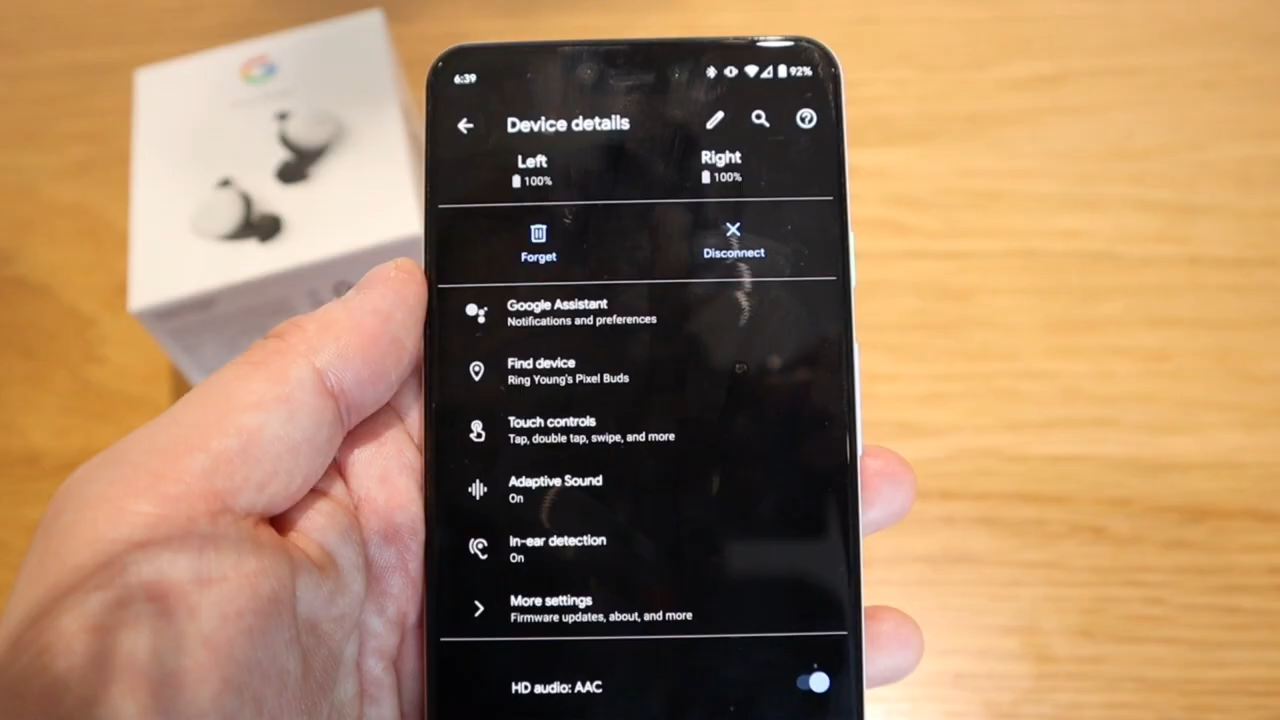 6:39
92%
Device details
Left
Right
100%
100%
Forget
Disconnect
Google Assistant
Notifications and preferences
Find device
Ring Young's Pixel Buds
Touch controls
Tap, double tap, swipe, and more
Adaptive Sound
On
In-ear detection
On
More settings
Firmware updates, about, and more
HD audio: AAC